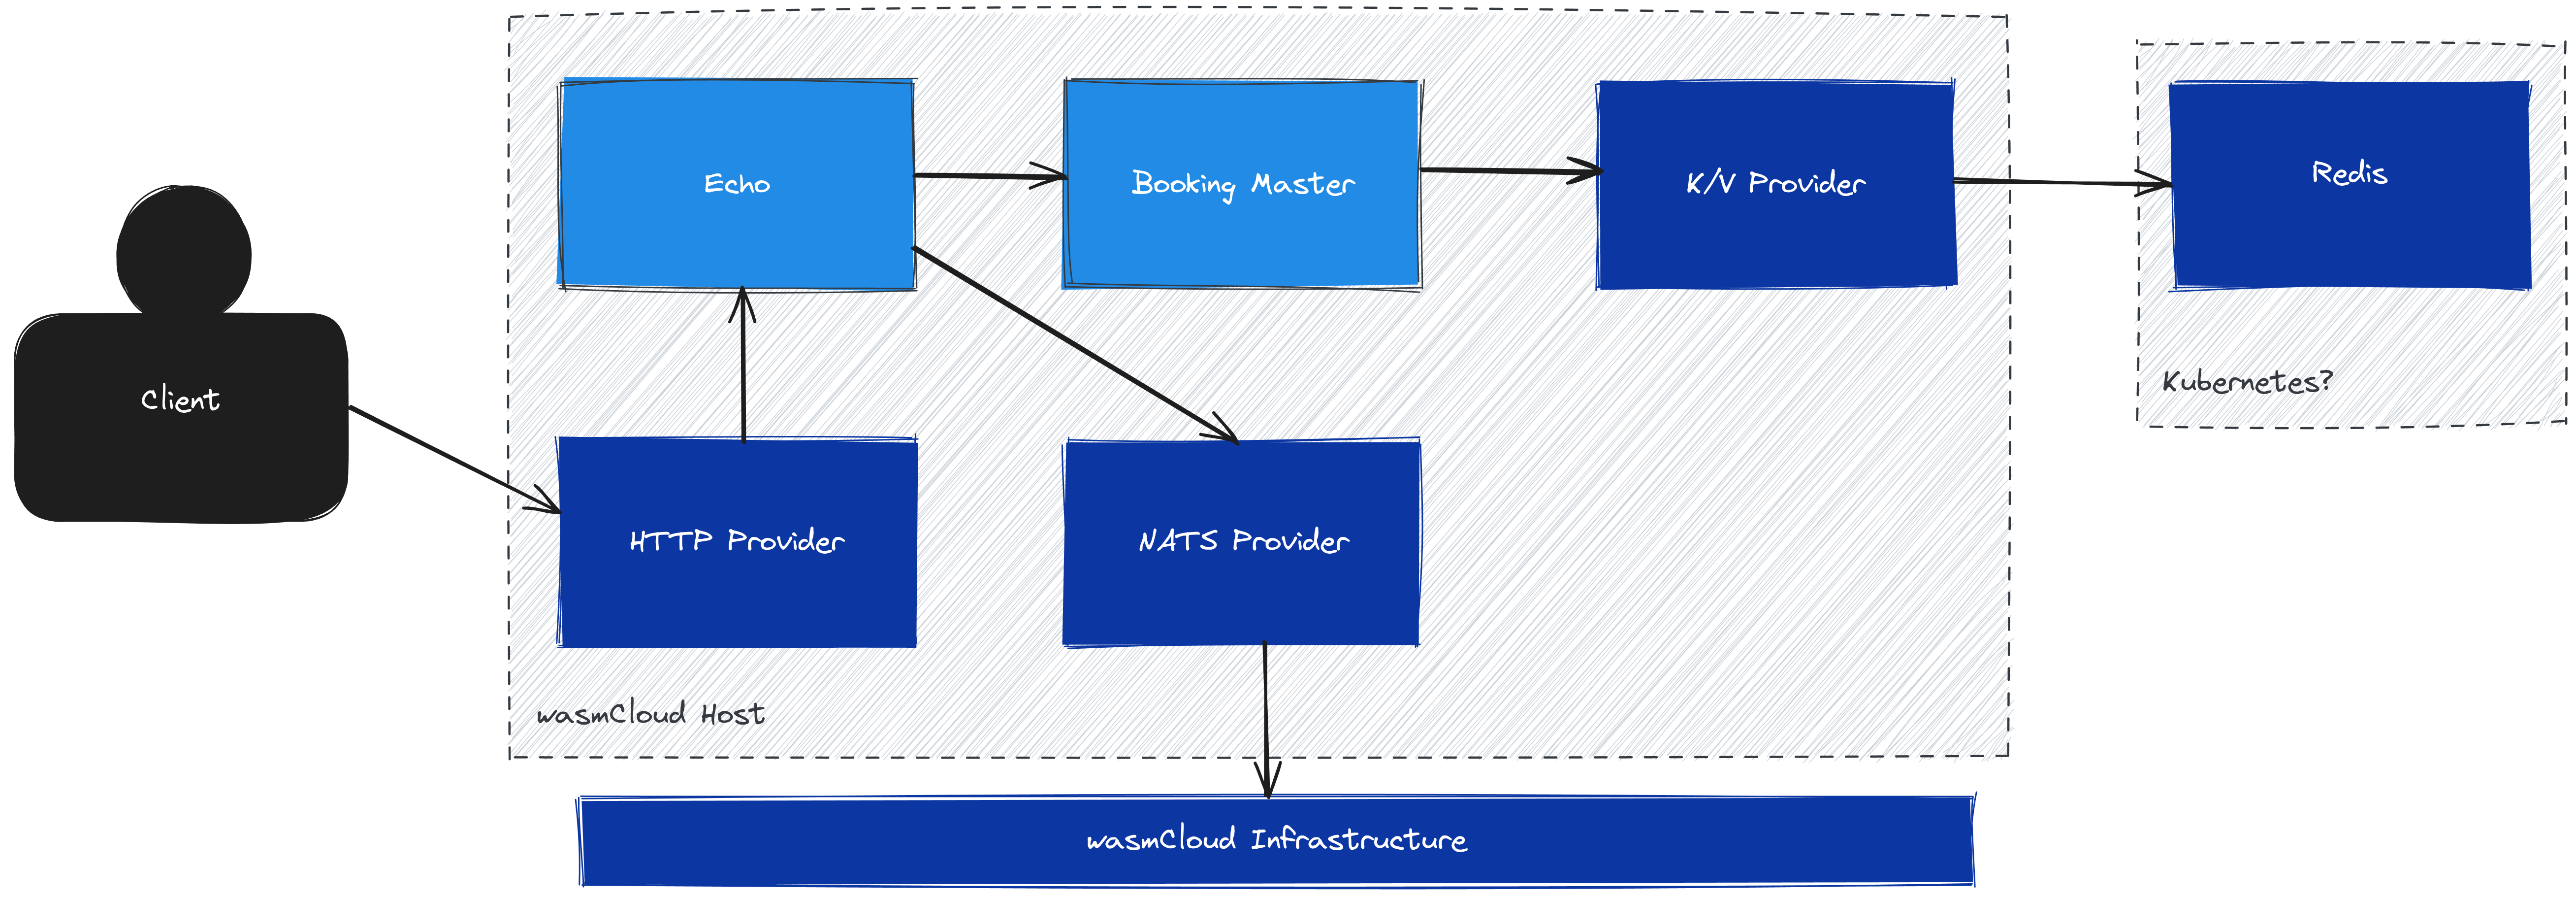 Echo
Booking Master
K/V Provider
Redis
Client
Kubernetes?
HTTP Provider
NATS Provider
wasmCloud Host
wasmCloud Infrastructure